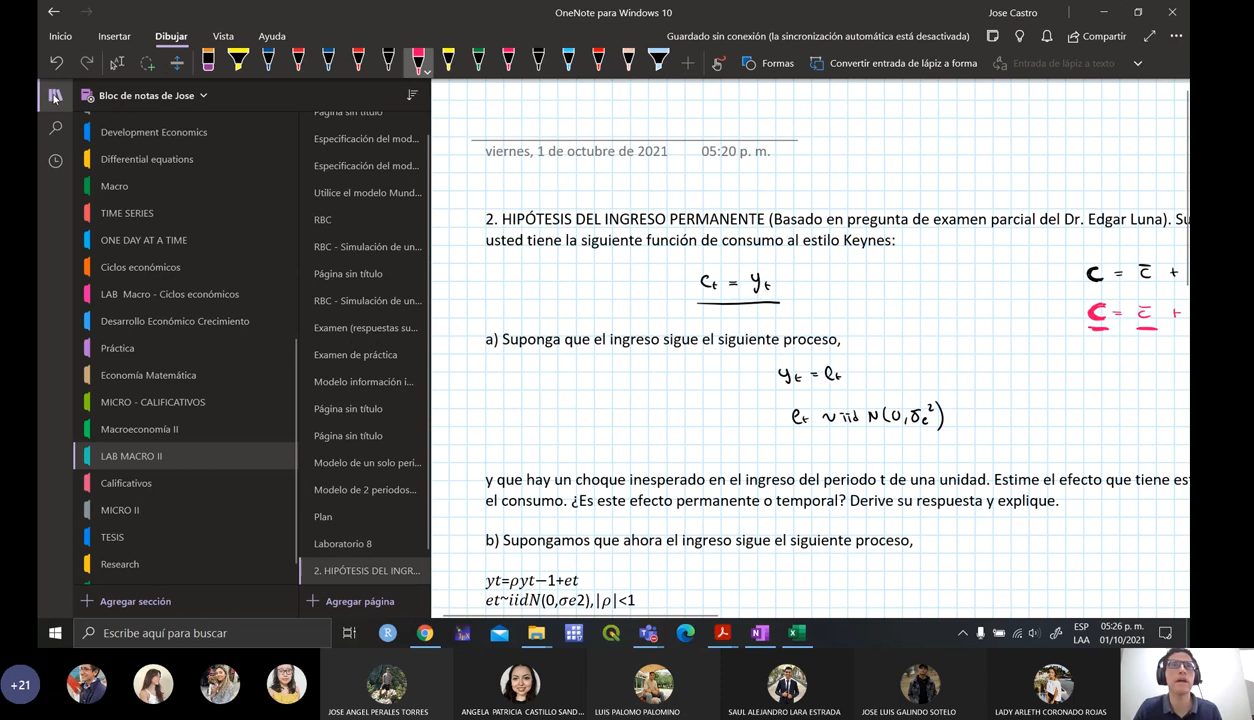 OneNote para Windows 10
Jose Castro
Inicio
Insertar
Dibujar
Vista
Ayuda
Guardado sin conexión (la sincronización automática está desactivada)
Compartir
Formas
Convertir entrada de lápiz a forma
Entrada de lápiz a texto
Bloc de notas de Jose
Development Economics
Differential equations
Macro
TIME SERIES
ONE DAY AT A TIME
Ciclos económicos
LAB Macro - Ciclos económicos
Desarrollo Económico Crecimiento
Práctica
Economía Matemática
MICRO - CALIFICATIVOS
Macroeconomía II
LAB MACRO II
Calificativos
MICRO II
TESIS
Research
Agregar sección
Página sin título
Especificación del mod...
Especificación del mod...
Utilice el modelo Mund...
RBC
RBC - Simulación de un...
Página sin título
RBC - Simulación de un...
Examen (respuestas su...
Examen de práctica
Modelo información i...
Página sin título
Página sin título
Modelo de un solo peri...
Modelo de 2 periodos...
Plan
Laboratorio 8
2. HIPÓTESIS DEL INGR...
Agregar página
viernes, 1 de octubre de 2021 05:20 p. m.
2. HIPÓTESIS DEL INGRESO PERMANENTE (Basado en pregunta de examen parcial del Dr. Edgar Luna). Su
usted tiene la siguiente función de consumo al estilo Keynes:
C = c̄ +
Ct = yt
C = c̄ +
a) Suponga que el ingreso sigue el siguiente proceso,
yt = et
et ~ iid N(0, σe²)
y que hay un choque inesperado en el ingreso del periodo t de una unidad. Estime el efecto que tiene es
el consumo. ¿Es este efecto permanente o temporal? Derive su respuesta y explique.
b) Supongamos que ahora el ingreso sigue el siguiente proceso,
yt=ρyt−1+et
et~iidN(0,σe2),|ρ|<1
Escribe aquí para buscar
ESP
LAA
05:26 p. m.
01/10/2021
+21
JOSE ANGEL PERALES TORRES
ANGELA PATRICIA CASTILLO SAND...
LUIS PALOMO PALOMINO
SAUL ALEJANDRO LARA ESTRADA
JOSE LUIS GALINDO SOTELO
LADY ARLETH CORONADO ROJAS